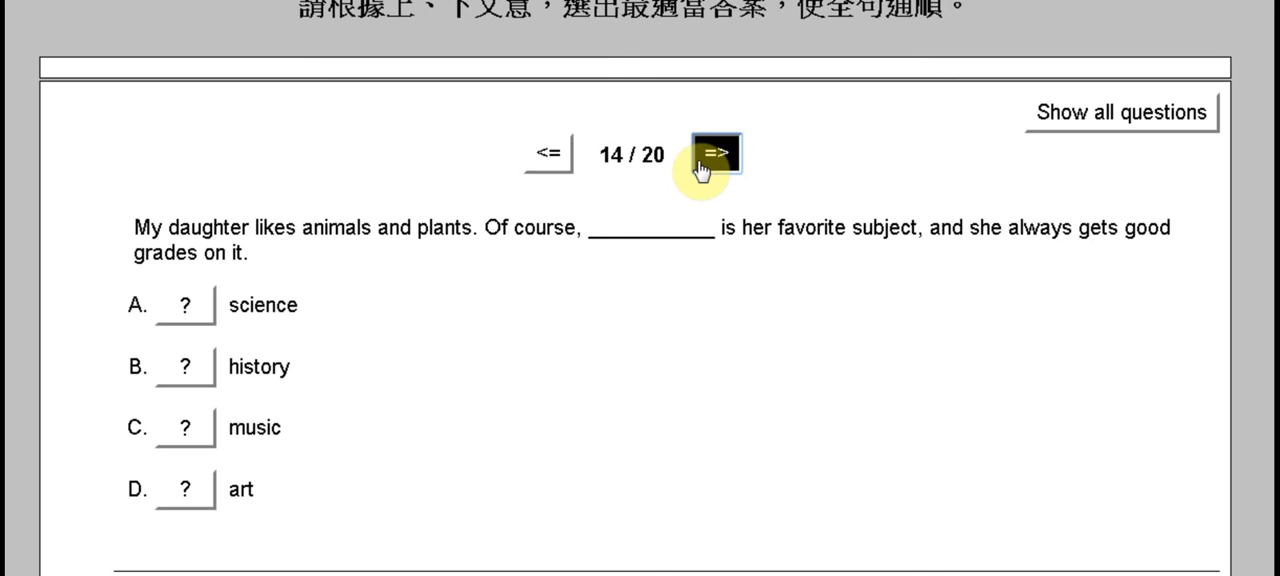 請根據上、下文意，選出最適當答案，使全句通順。
Show all questions
<= 14 / 20 =>
My daughter likes animals and plants. Of course, ____________ is her favorite subject, and she always gets good
grades on it.
A. ? science
B. ? history
C. ? music
D. ? art